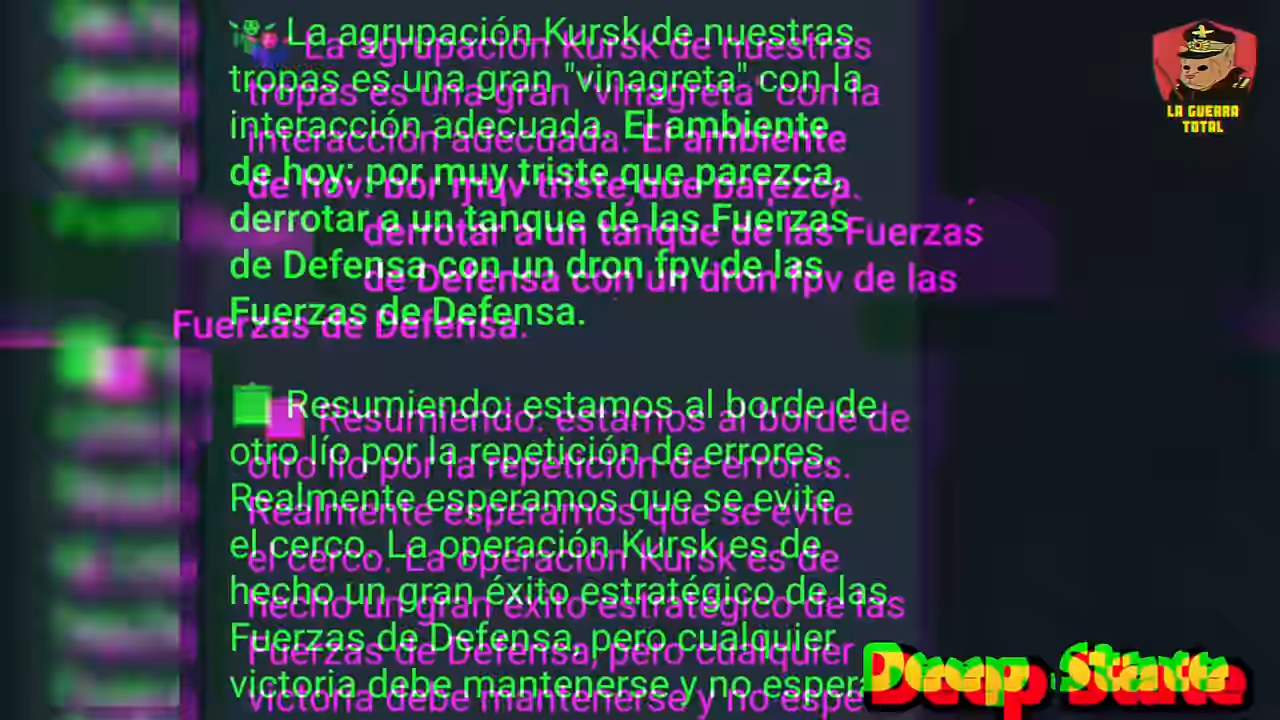 La agrupación Kursk de nuestras
tropas es una gran "vinagreta" con la
interacción adecuada. El ambiente
de hoy: por muy triste que parezca,
derrotar a un tanque de las Fuerzas
de Defensa con un dron fpv de las
Fuerzas de Defensa.
Resumiendo: estamos al borde de
otro lío por la repetición de errores.
Realmente esperamos que se evite
el cerco. La operación Kursk es de
hecho un gran éxito estratégico de las
Fuerzas de Defensa, pero cualquier
victoria debe mantenerse y no espera
LA GUERRA
TOTAL
Deep State